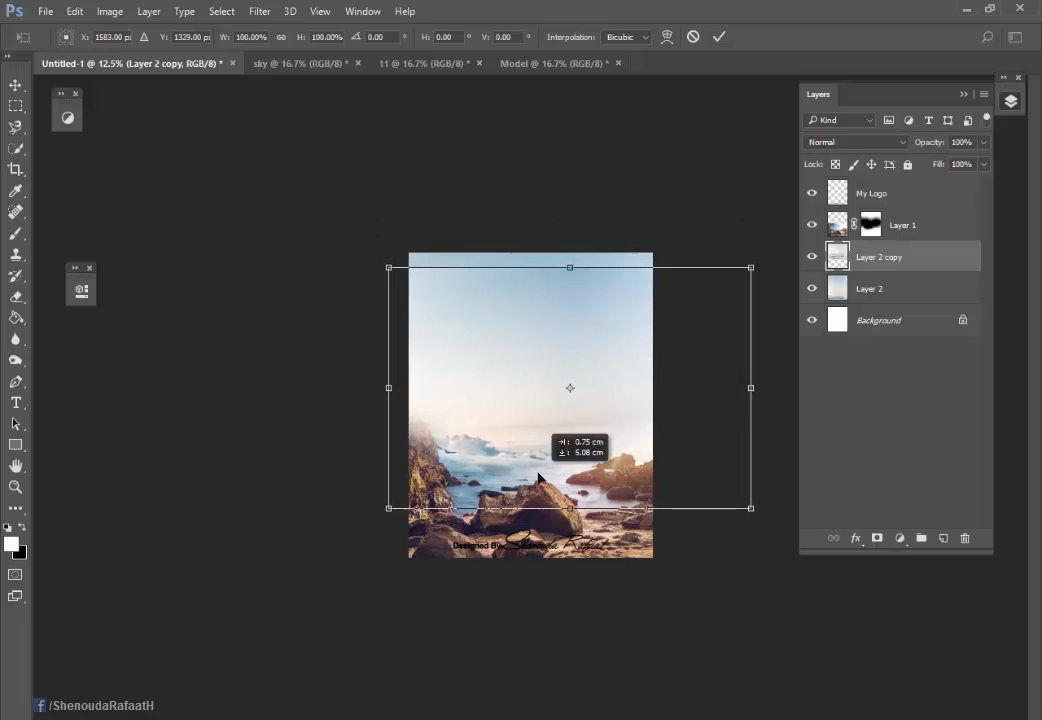 Ps File Edit Image Layer Type Select Filter 3D View Window Help
X: 1583.00 p: Y: 1329.00 p: W: 100.00% H: 100.00% 0.00 ° H: 0.00 ° V: 0.00 ° Interpolation: Bicubic
Untitled-1 @ 12.5% (Layer 2 copy, RGB/8) * × sky @ 16.7% (RGB/8) * × 11 @ 16.7% (RGB/8) * × Model @ 16.7% (RGB/8) * ×
Layers
Kind
Normal Opacity: 100%
Lock: Fill: 100%
My Logo
Layer 1
Layer 2 copy
Layer 2
Background
0.75 cm
5.08 cm
Designed By Shenouda Rafaat
/ShenoudaRafaatH